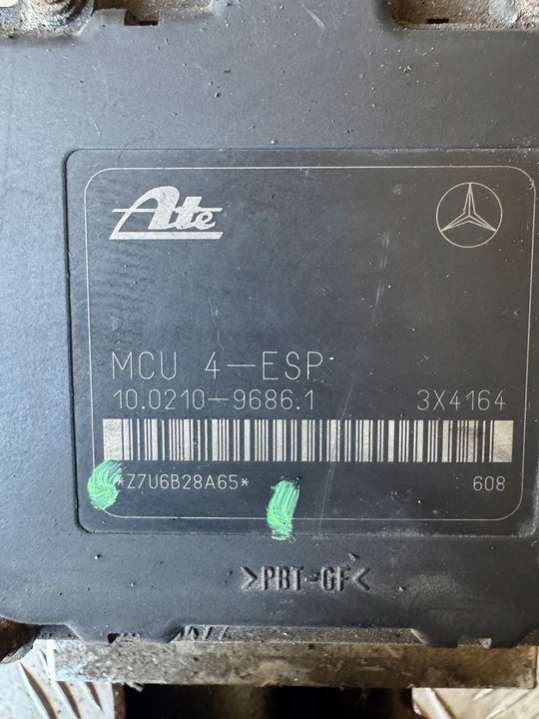 Ate
MCU 4-ESP
10.0210-9686.1 3X4164
*Z7U6B28A65* 608
>PBT-GF<